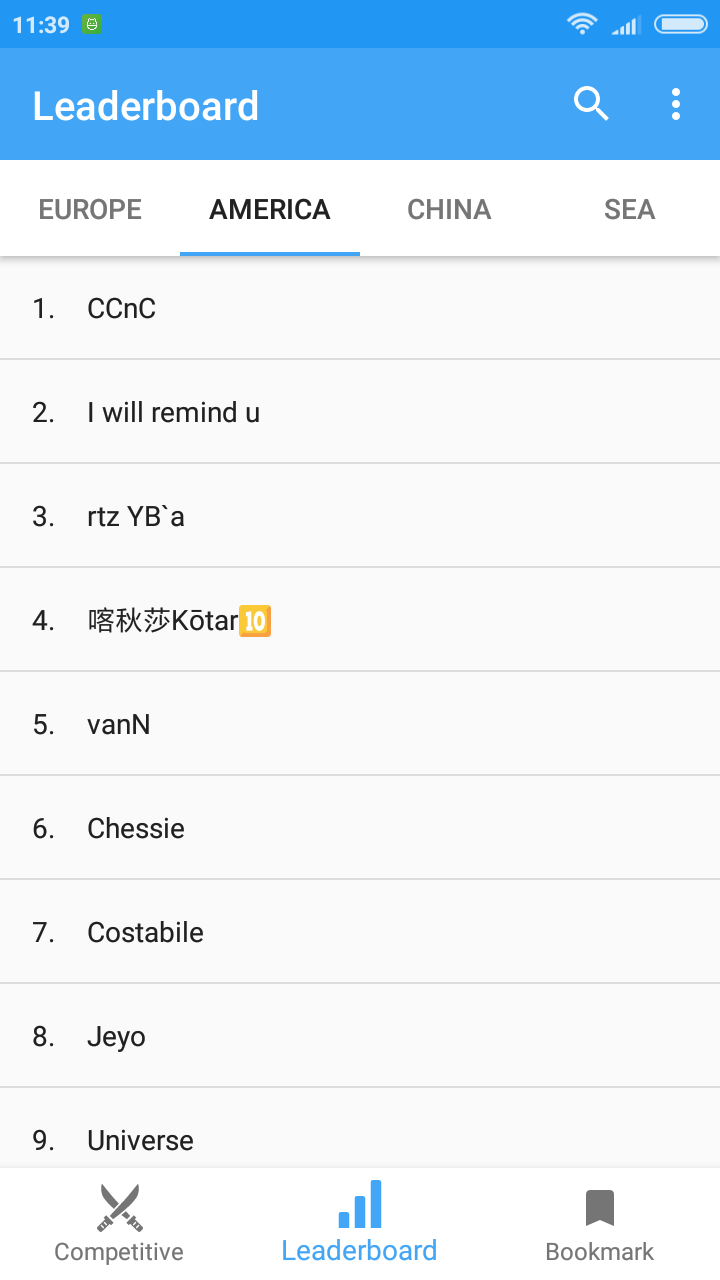 11:39
Leaderboard
EUROPE AMERICA CHINA SEA
1. CCnC
2. I will remind u
3. rtz YB`a
4. 喀秋莎Kōtar🔟
5. vanN
6. Chessie
7. Costabile
8. Jeyo
9. Universe
Competitive Leaderboard Bookmark